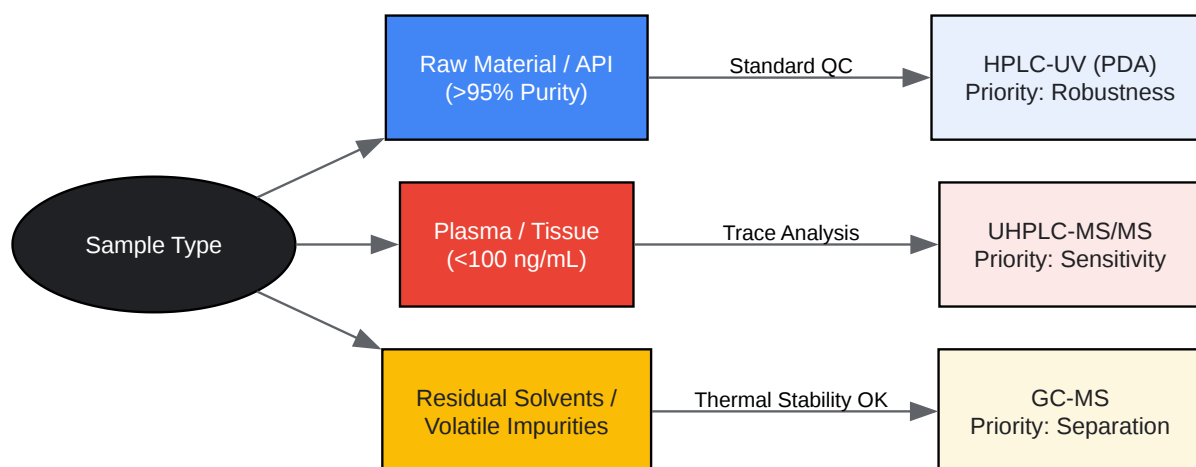 Sample Type
Raw Material / API
(>95% Purity)
Standard QC
HPLC-UV (PDA)
Priority: Robustness
Plasma / Tissue
(<100 ng/mL)
Trace Analysis
UHPLC-MS/MS
Priority: Sensitivity
Residual Solvents /
Volatile Impurities
Thermal Stability OK
GC-MS
Priority: Separation